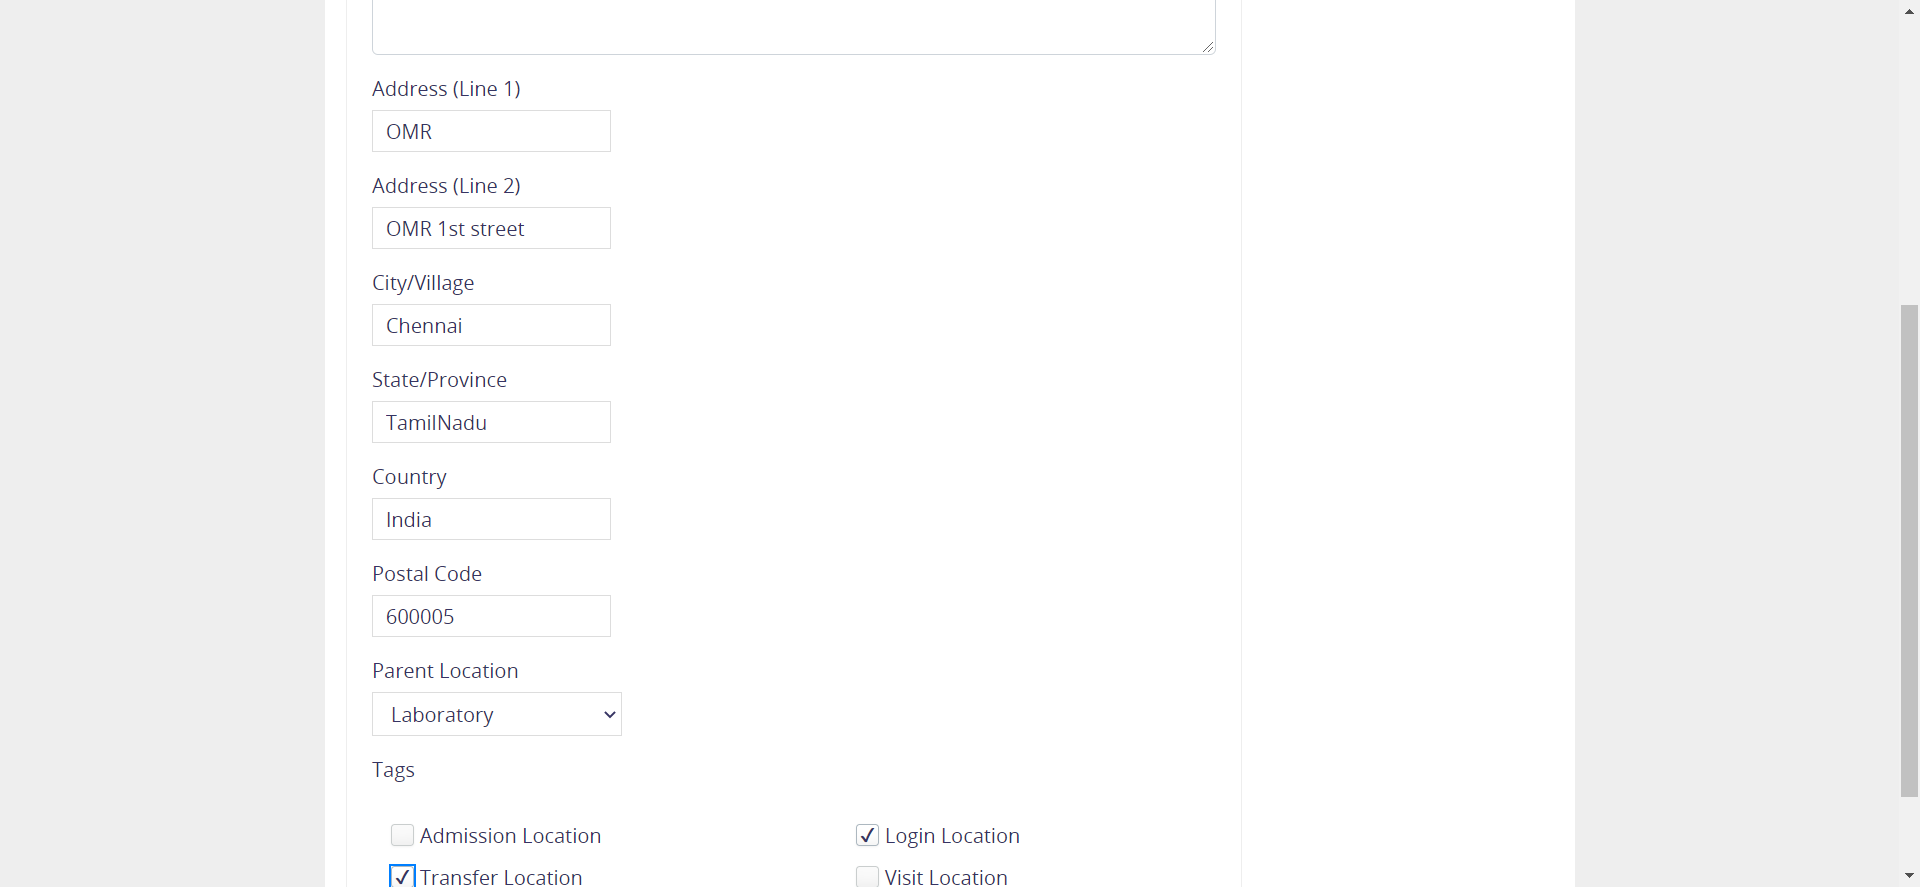 Address (Line 1)
OMR
Address (Line 2)
OMR 1st street
City/Village
Chennai
State/Province
TamilNadu
Country
India
Postal Code
600005
Parent Location
Laboratory
Tags
Admission Location
Login Location
Transfer Location
Visit Location